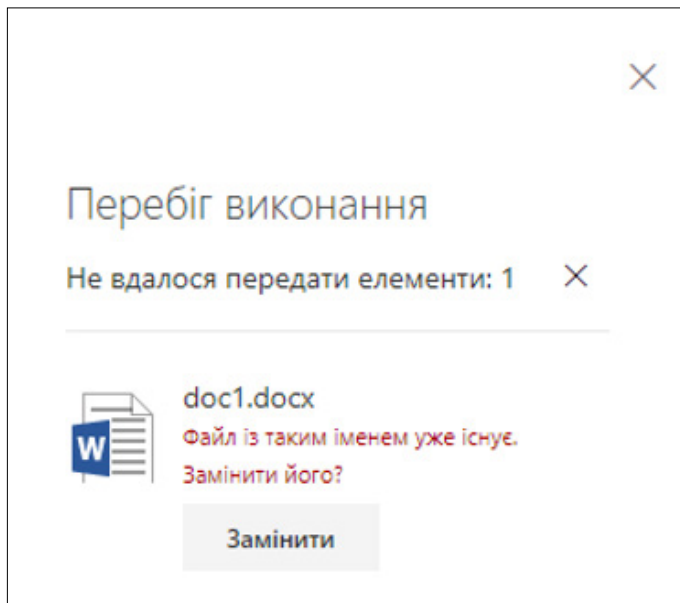 Перебіг виконання
Не вдалося передати елементи: 1
doc1.docx
W
Файл із таким іменем уже існує.
Замінити його?
Замінити